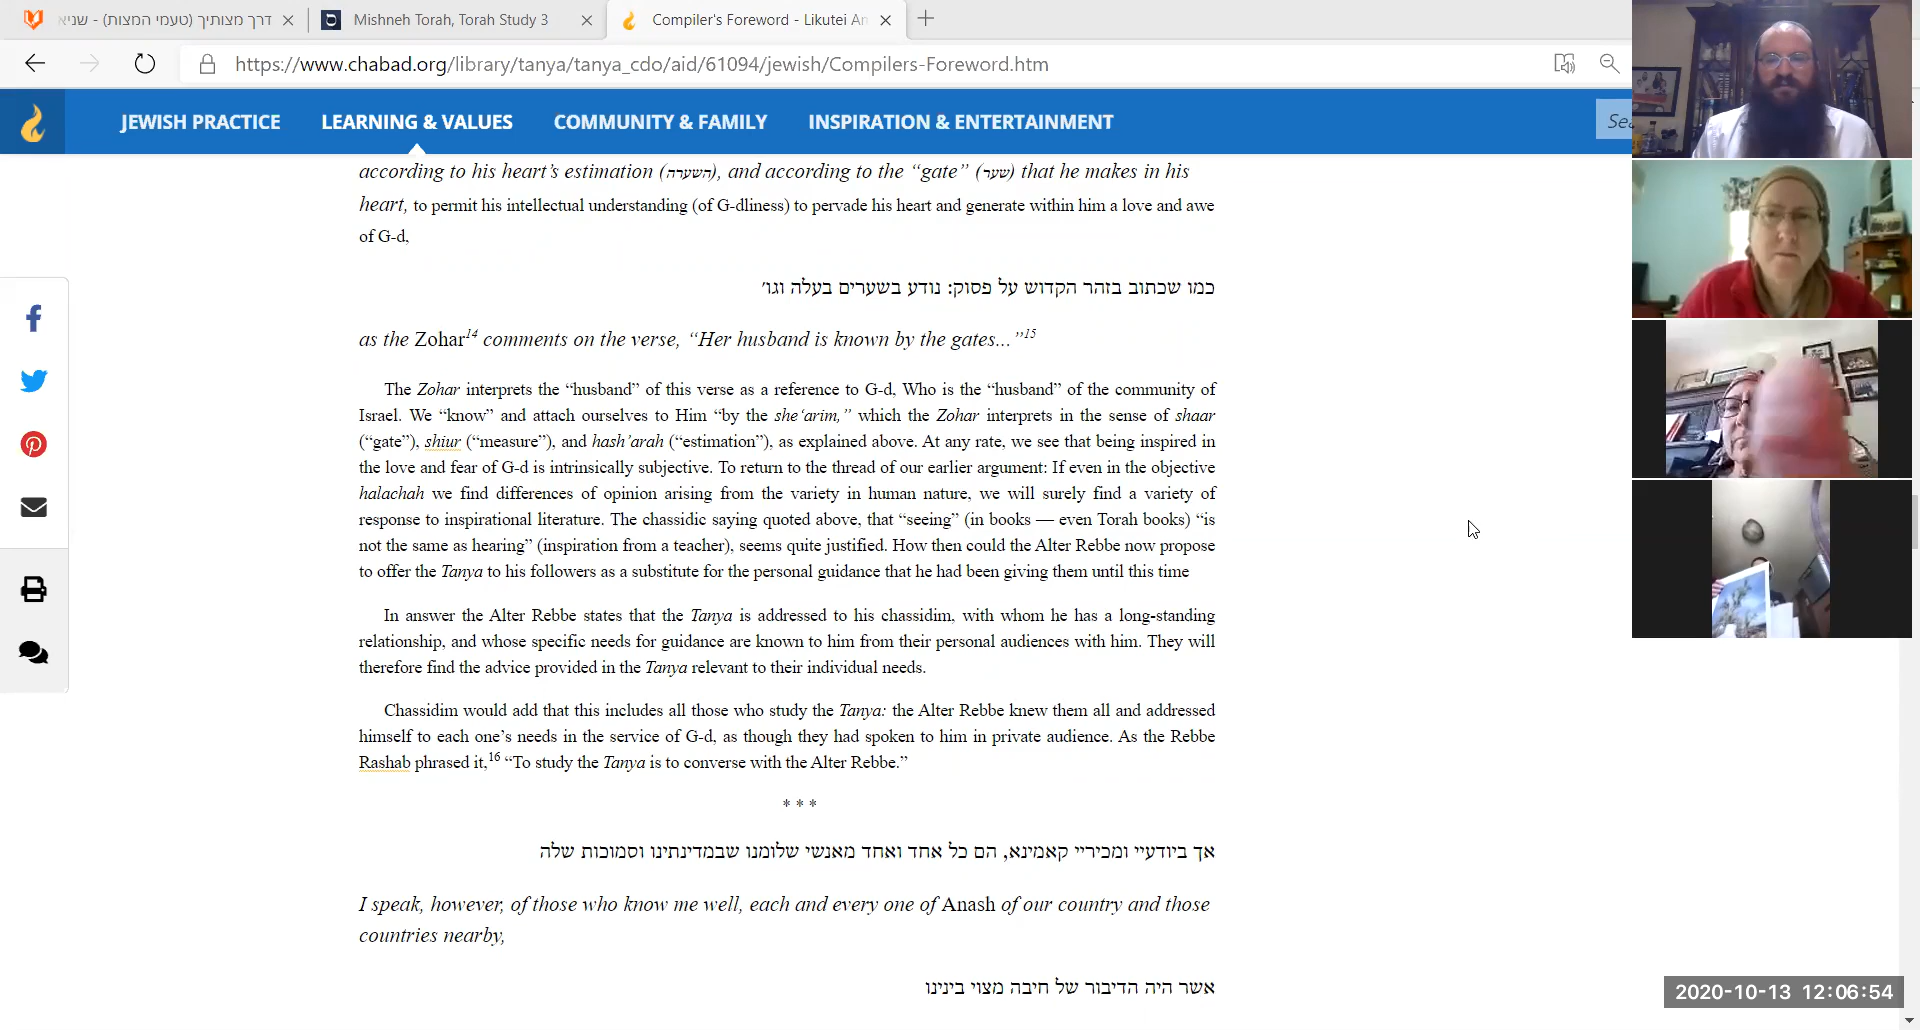 דרך מצותיך (טעמי המצות) - שניא
Mishneh Torah, Torah Study 3
Compiler's Foreword - Likutei An
https://www.chabad.org/library/tanya/tanya_cdo/aid/61094/jewish/Compilers-Foreword.htm
JEWISH PRACTICE LEARNING & VALUES COMMUNITY & FAMILY INSPIRATION & ENTERTAINMENT
Sea
according to his heart’s estimation (השערה), and according to the “gate” (שער) that he makes in his
heart, to permit his intellectual understanding (of G-dliness) to pervade his heart and generate within him a love and awe
of G-d,
כמו שכתוב בזהר הקדוש על פסוק: נודע בשערים בעלה וגו׳
as the Zohar14 comments on the verse, “Her husband is known by the gates...”15
The Zohar interprets the “husband” of this verse as a reference to G-d, Who is the “husband” of the community of
Israel. We “know” and attach ourselves to Him “by the she‘arim,” which the Zohar interprets in the sense of shaar
(“gate”), shiur (“measure”), and hash’arah (“estimation”), as explained above. At any rate, we see that being inspired in
the love and fear of G-d is intrinsically subjective. To return to the thread of our earlier argument: If even in the objective
halachah we find differences of opinion arising from the variety in human nature, we will surely find a variety of
response to inspirational literature. The chassidic saying quoted above, that “seeing” (in books — even Torah books) “is
not the same as hearing” (inspiration from a teacher), seems quite justified. How then could the Alter Rebbe now propose
to offer the Tanya to his followers as a substitute for the personal guidance that he had been giving them until this time
In answer the Alter Rebbe states that the Tanya is addressed to his chassidim, with whom he has a long-standing
relationship, and whose specific needs for guidance are known to him from their personal audiences with him. They will
therefore find the advice provided in the Tanya relevant to their individual needs.
Chassidim would add that this includes all those who study the Tanya: the Alter Rebbe knew them all and addressed
himself to each one’s needs in the service of G-d, as though they had spoken to him in private audience. As the Rebbe
Rashab phrased it,16 “To study the Tanya is to converse with the Alter Rebbe.”
* * *
אך ביודעיי ומכיריי קאמינא, הם כל אחד ואחד מאנשי שלומנו שבמדינתינו וסמוכות שלה
I speak, however, of those who know me well, each and every one of Anash of our country and those
countries nearby,
אשר היה הדיבור של חיבה מצוי בינינו
2020-10-13 12:06:54